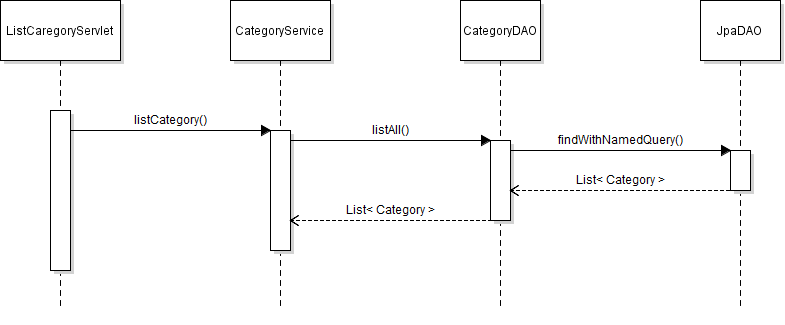 ListCaregoryServlet
CategoryService
CategoryDAO
JpaDAO
listCategory()
listAll()
findWithNamedQuery()
List< Category >
List< Category >